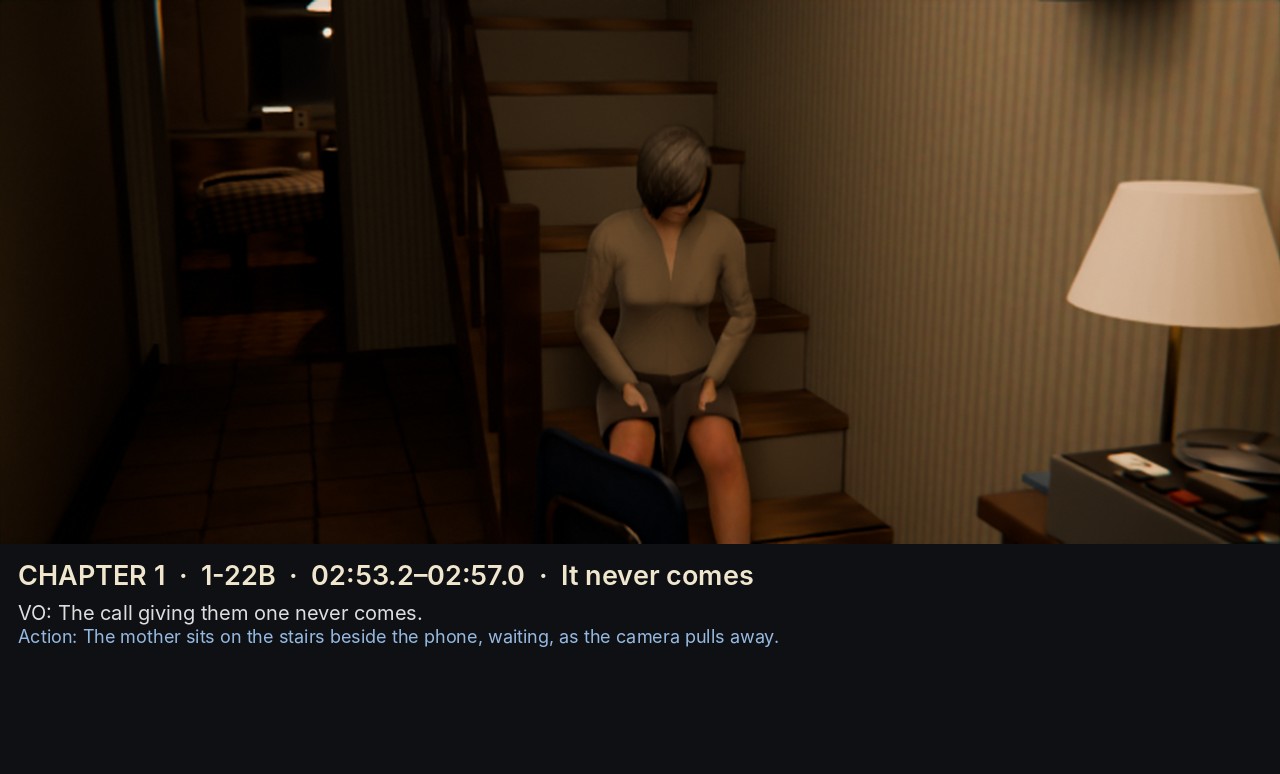 CHAPTER 1 · 1-22B · 02:53.2–02:57.0 · It never comes
VO: The call giving them one never comes.
Action: The mother sits on the stairs beside the phone, waiting, as the camera pulls away.